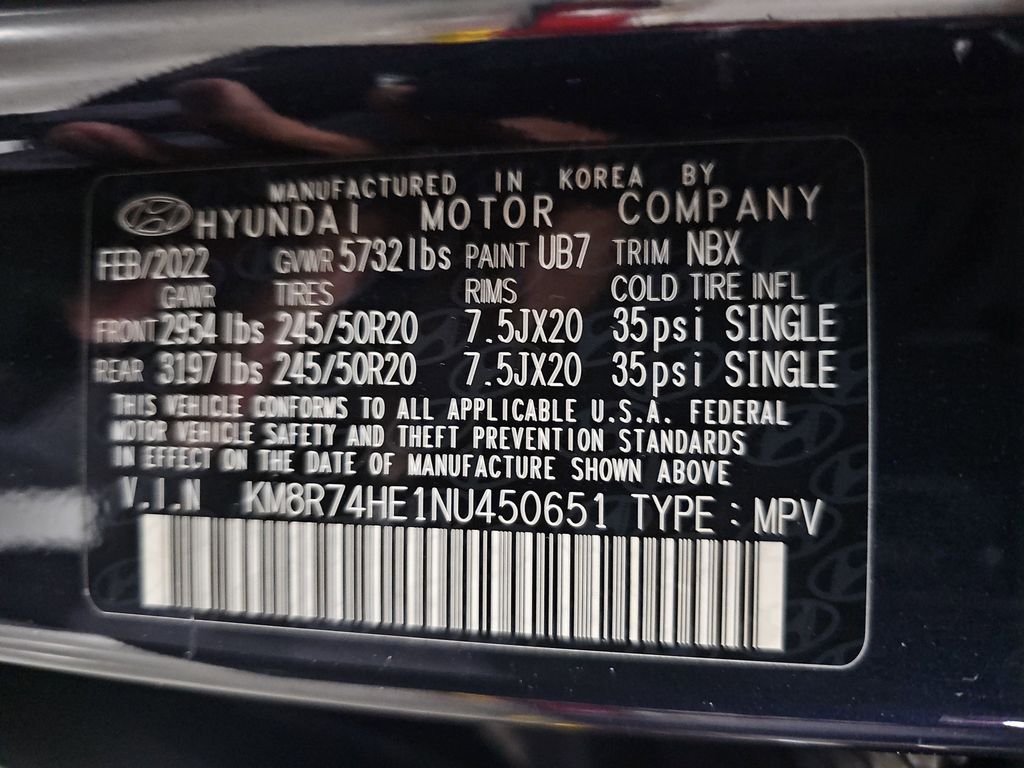 MANUFACTURED IN KOREA BY
HYUNDAI MOTOR COMPANY
FEB/2022 GVWR 5732lbs PAINT UB7 TRIM NBX
GAWR TIRES RIMS COLD TIRE INFL
FRONT 2954 lbs 245/50R20 7.5JX20 35psi SINGLE
REAR 3197 lbs 245/50R20 7.5JX20 35psi SINGLE
THIS VEHICLE CONFORMS TO ALL APPLICABLE U.S.A. FEDERAL
MOTOR VEHICLE SAFETY AND THEFT PREVENTION STANDARDS
IN EFFECT ON THE DATE OF MANUFACTURE SHOWN ABOVE
V.I.N KM8R74HE1NU450651 TYPE : MPV